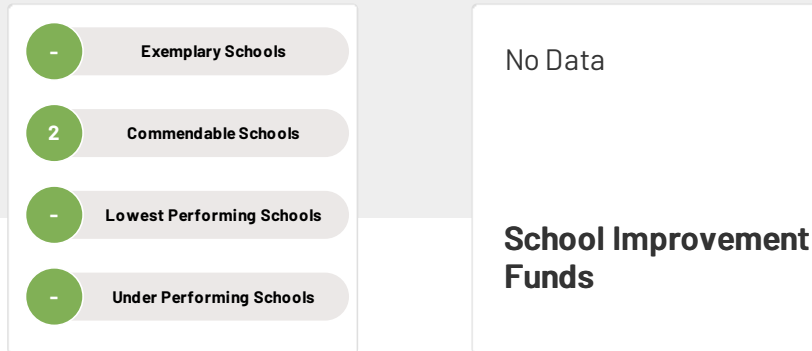 - Exemplary Schools
2 Commendable Schools
- Lowest Performing Schools
- Under Performing Schools
No Data
School Improvement
Funds